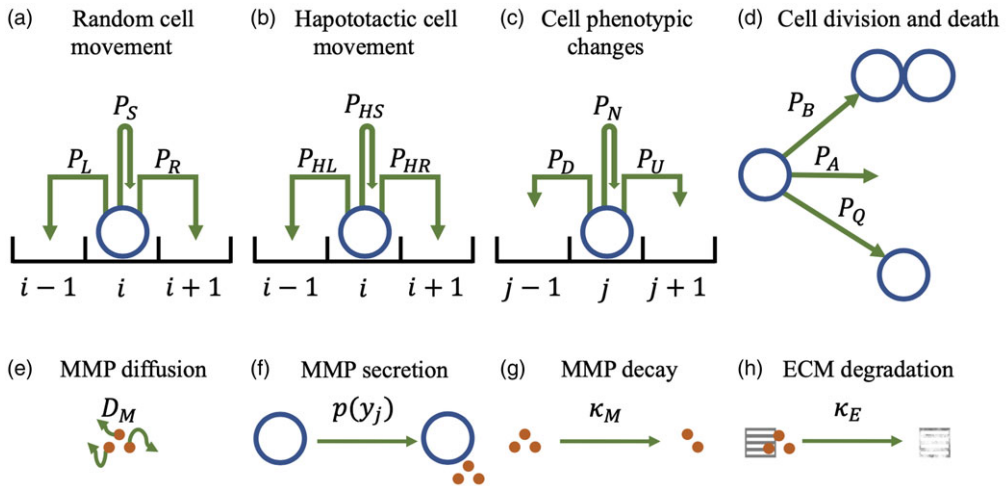 (a) Random cell movement
P_S
P_L P_R
i − 1 i i + 1
(b) Hapototactic cell movement
P_HS
P_HL P_HR
i − 1 i i + 1
(c) Cell phenotypic changes
P_N
P_D P_U
j − 1 j j + 1
(d) Cell division and death
P_B
P_A
P_Q
(e) MMP diffusion
D_M
(f) MMP secretion
p(y_j)
(g) MMP decay
κ_M
(h) ECM degradation
κ_E